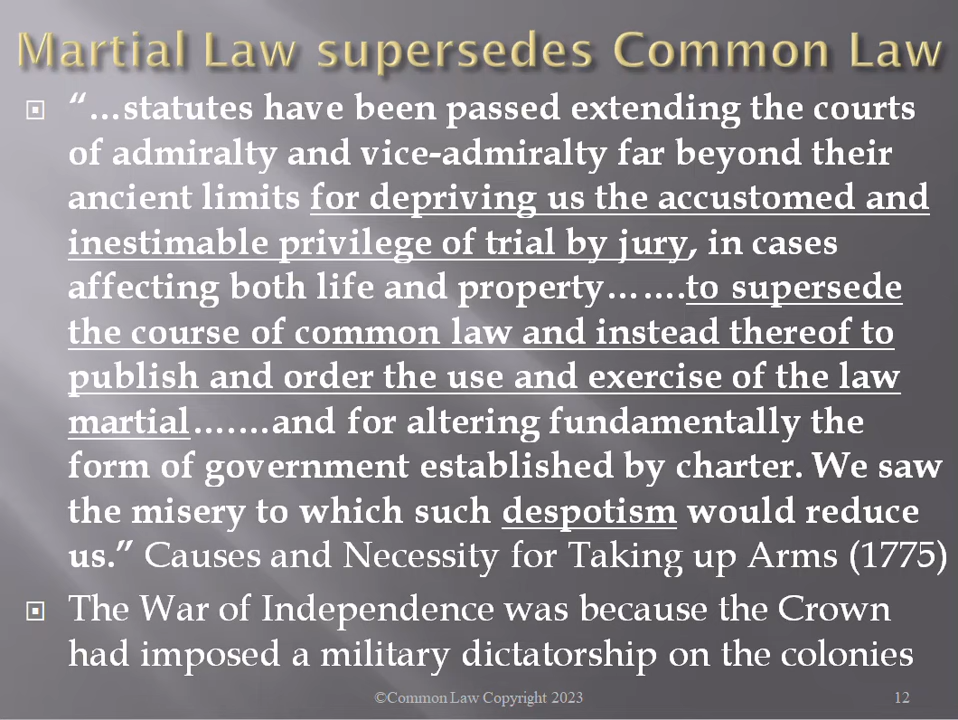 Martial Law supersedes Common Law
“…statutes have been passed extending the courts
of admiralty and vice-admiralty far beyond their
ancient limits for depriving us the accustomed and
inestimable privilege of trial by jury, in cases
affecting both life and property…….to supersede
the course of common law and instead thereof to
publish and order the use and exercise of the law
martial…….and for altering fundamentally the
form of government established by charter. We saw
the misery to which such despotism would reduce
us.” Causes and Necessity for Taking up Arms (1775)
The War of Independence was because the Crown
had imposed a military dictatorship on the colonies
©Common Law Copyright 2023
12